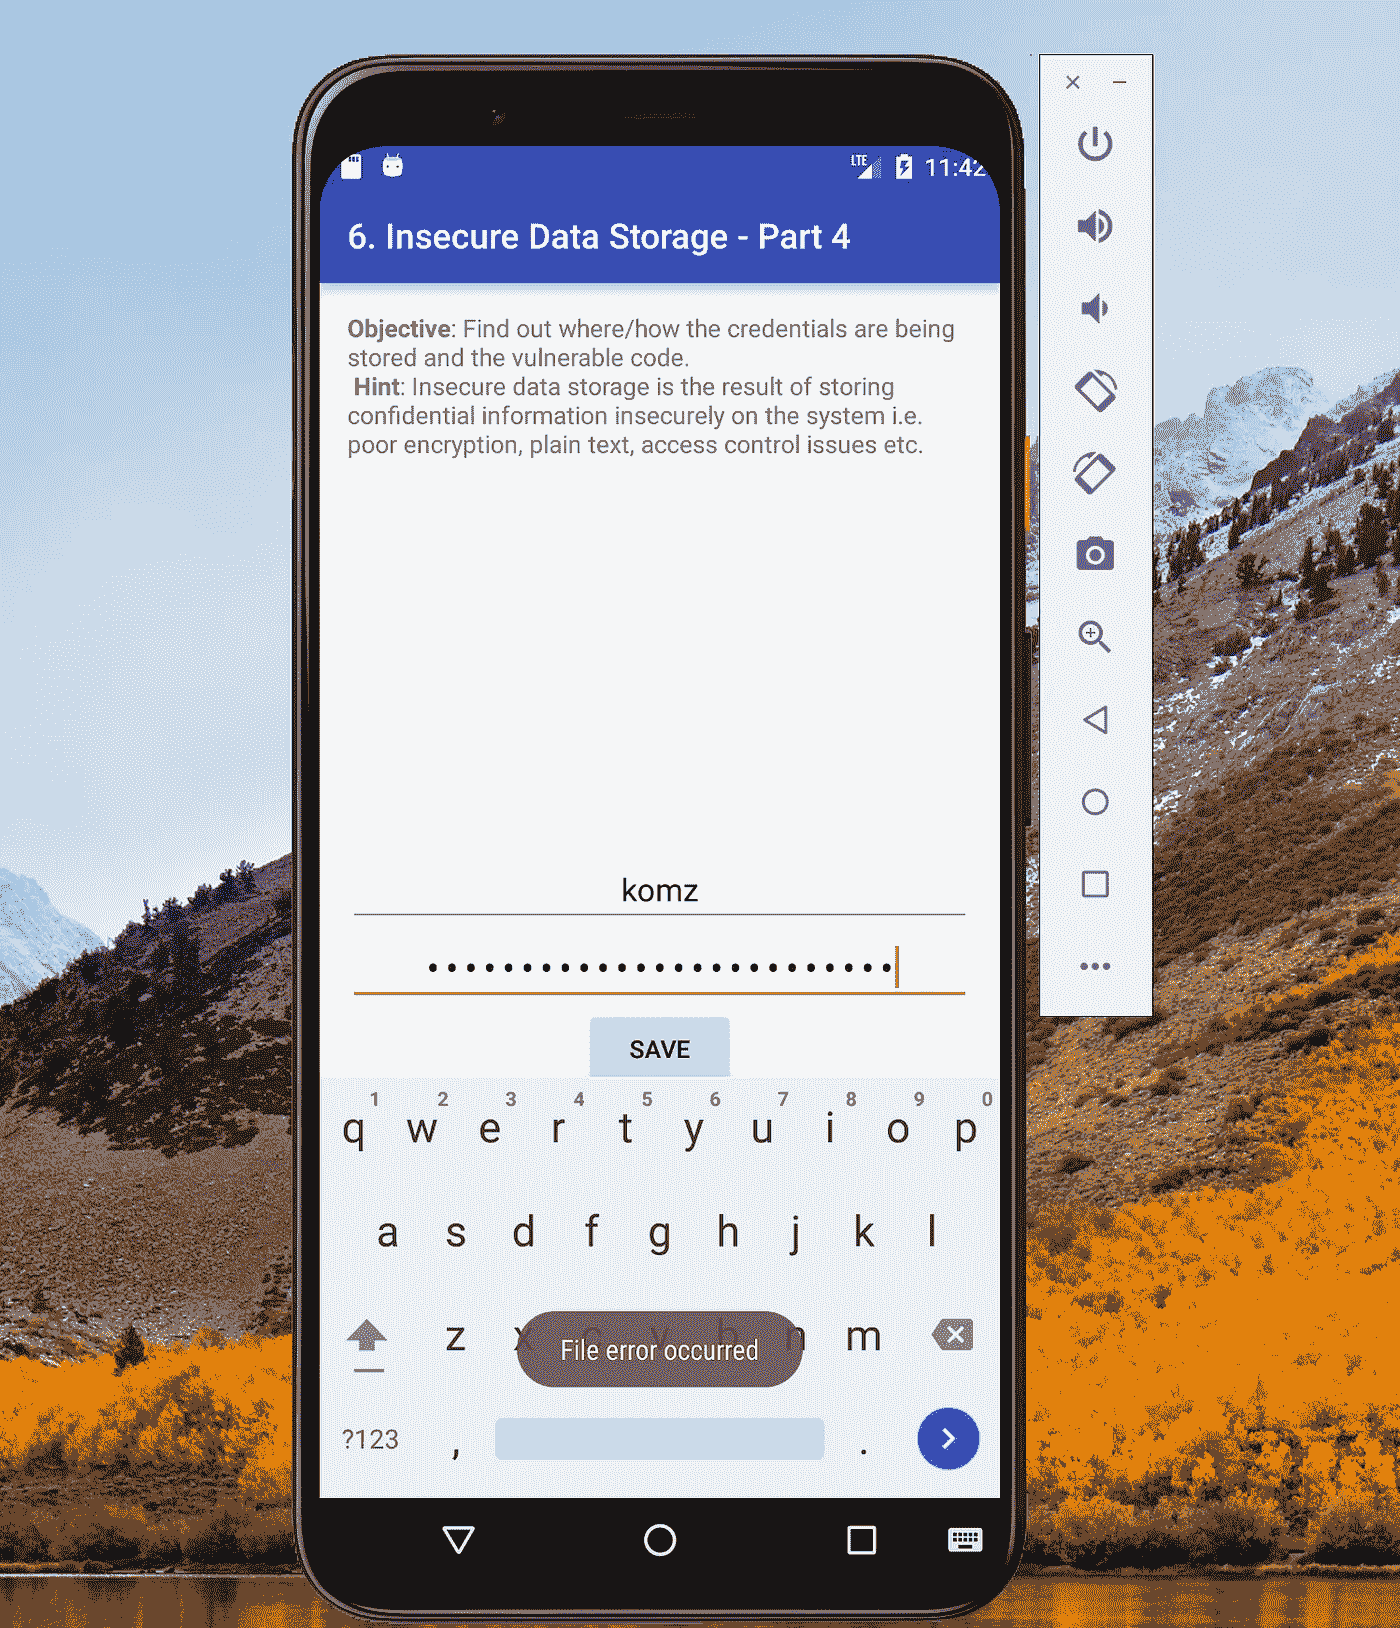 LTE 11:42
6. Insecure Data Storage - Part 4
Objective: Find out where/how the credentials are being
stored and the vulnerable code.
Hint: Insecure data storage is the result of storing
confidential information insecurely on the system i.e.
poor encryption, plain text, access control issues etc.
komz
SAVE
1 2 3 4 5 6 7 8 9 0
q w e r t y u i o p
a s d f g h j k l
z x c v b n m
File error occurred
?123 , .